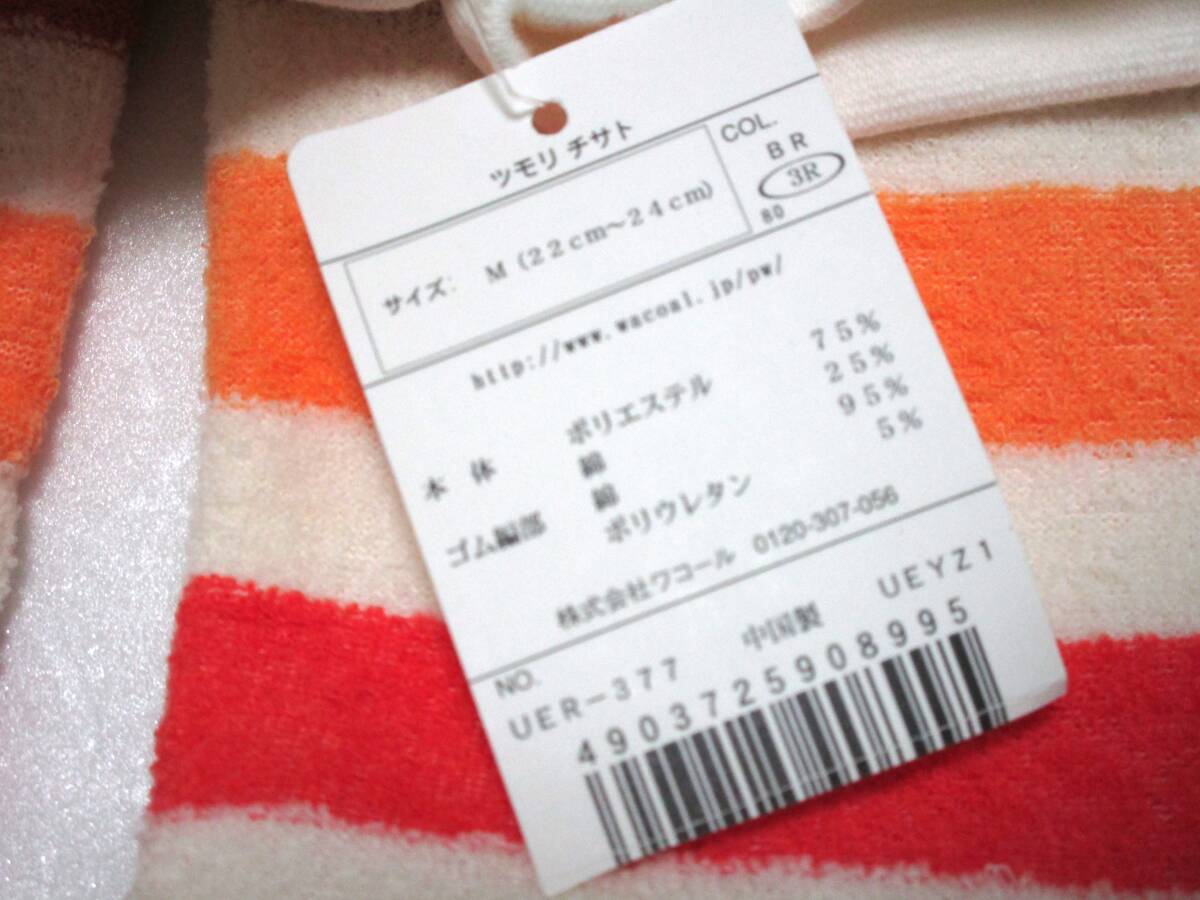 ツモリ チサト
COL.
BR
サイズ: M (22cm〜24cm)
3R
80
http://www.wacoal.jp/pw/
本体 ポリエステル 75%
綿 25%
ゴム編部 綿 95%
ポリウレタン 5%
株式会社ワコール 0120-307-056
NO.
UER-377 中国製 UEYZ1
4903725908995